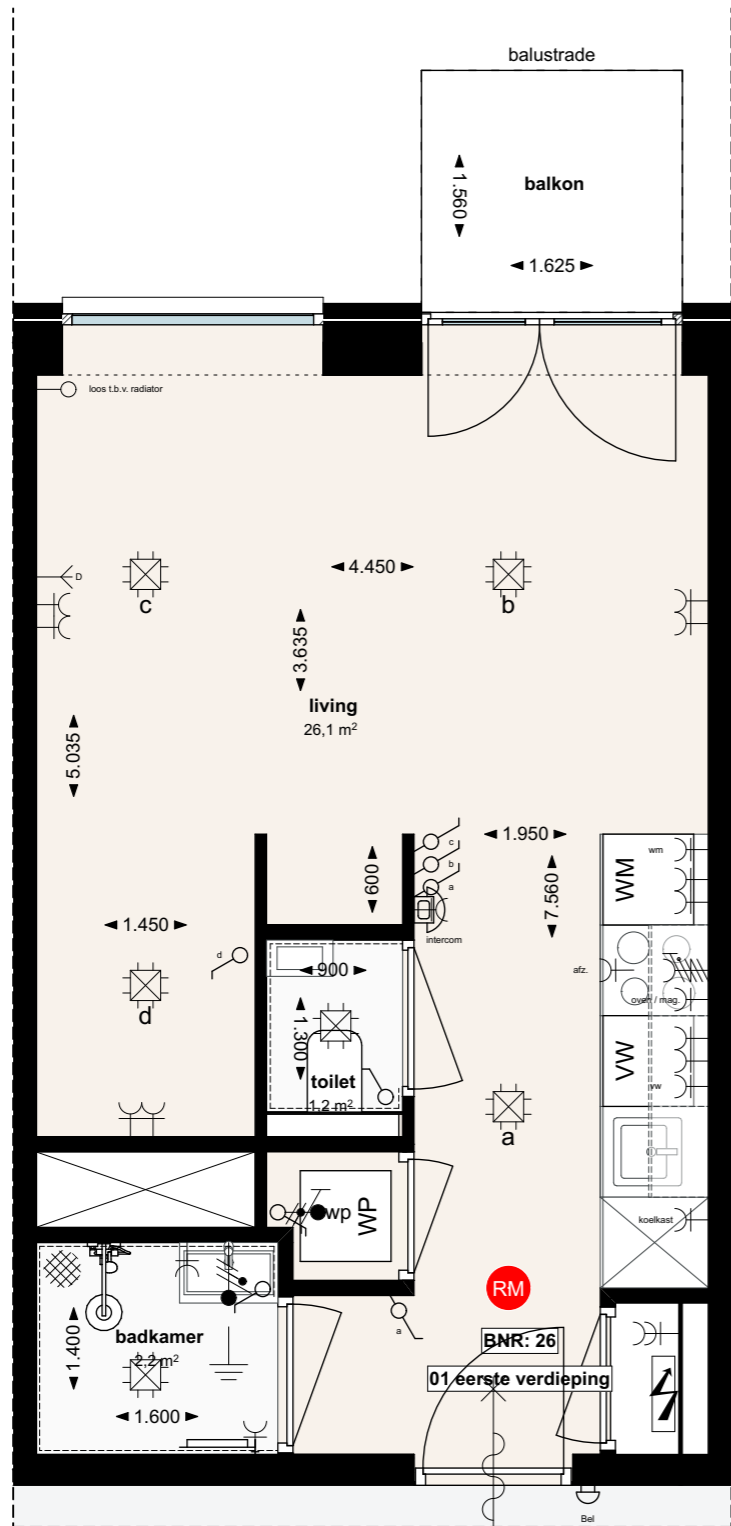 balustrade
balkon
1.560
1.625
loos t.b.v. radiator
4.450
D
c
b
3.635
living
26,1 m²
5.035
1.950
c
b
a
600
7.560
wm
WM
intercom
1.450
d
900
afz.
oven / mag.
d
1.300
toilet
1,2 m²
VW
vw
a
wp
WP
koelkast
RM
a
badkamer
2,2 m²
1.400
1.600
BNR: 26
01 eerste verdieping
Bel